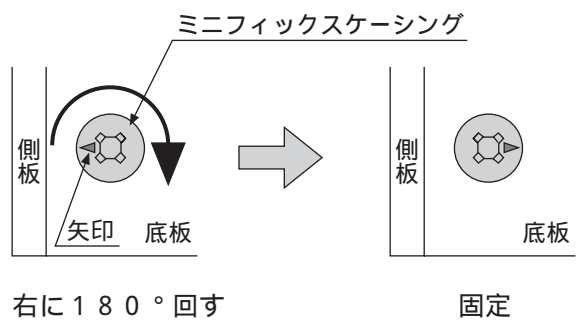 ミニフィックスケーシング
側板
矢印
底板
側板
底板
右に180°回す
固定